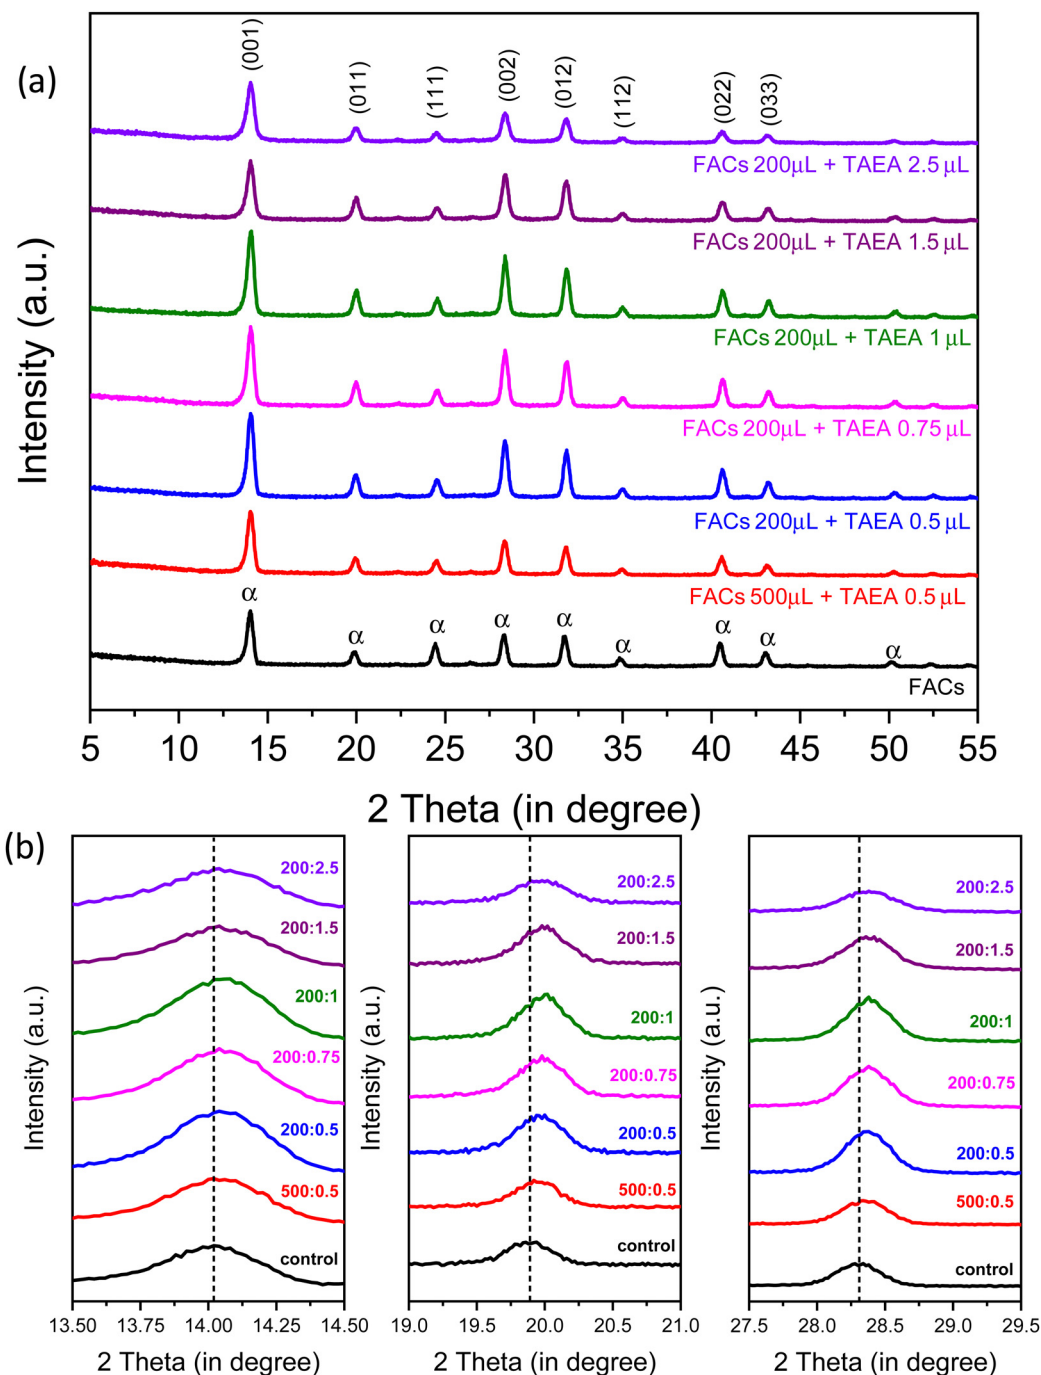 (a)
(001)
(011)
(111)
(002)
(012)
(112)
(022)
(033)
FACs 200μL + TAEA 2.5 μL
FACs 200μL + TAEA 1.5 μL
FACs 200μL + TAEA 1 μL
FACs 200μL + TAEA 0.75 μL
FACs 200μL + TAEA 0.5 μL
FACs 500μL + TAEA 0.5 μL
α α α α α α α α α
FACs
Intensity (a.u.)
5 10 15 20 25 30 35 40 45 50 55
2 Theta (in degree)
(b)
200:2.5
200:1.5
200:1
200:0.75
200:0.5
500:0.5
control
Intensity (a.u.)
13.50 13.75 14.00 14.25 14.50
2 Theta (in degree)
200:2.5
200:1.5
200:1
200:0.75
200:0.5
500:0.5
control
Intensity (a.u.)
19.0 19.5 20.0 20.5 21.0
2 Theta (in degree)
200:2.5
200:1.5
200:1
200:0.75
200:0.5
500:0.5
control
Intensity (a.u.)
27.5 28.0 28.5 29.0 29.5
2 Theta (in degree)